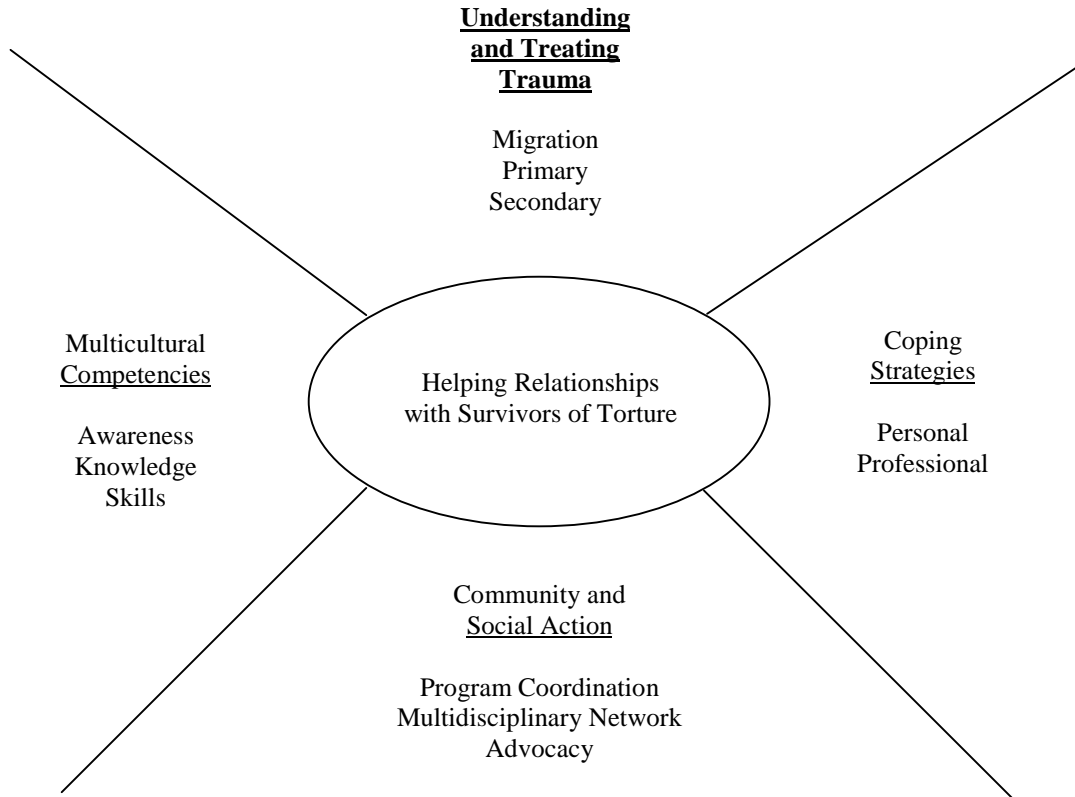 Understanding
and Treating
Trauma
Migration
Primary
Secondary
Multicultural
Competencies
Awareness
Knowledge
Skills
Helping Relationships
with Survivors of Torture
Coping
Strategies
Personal
Professional
Community and
Social Action
Program Coordination
Multidisciplinary Network
Advocacy